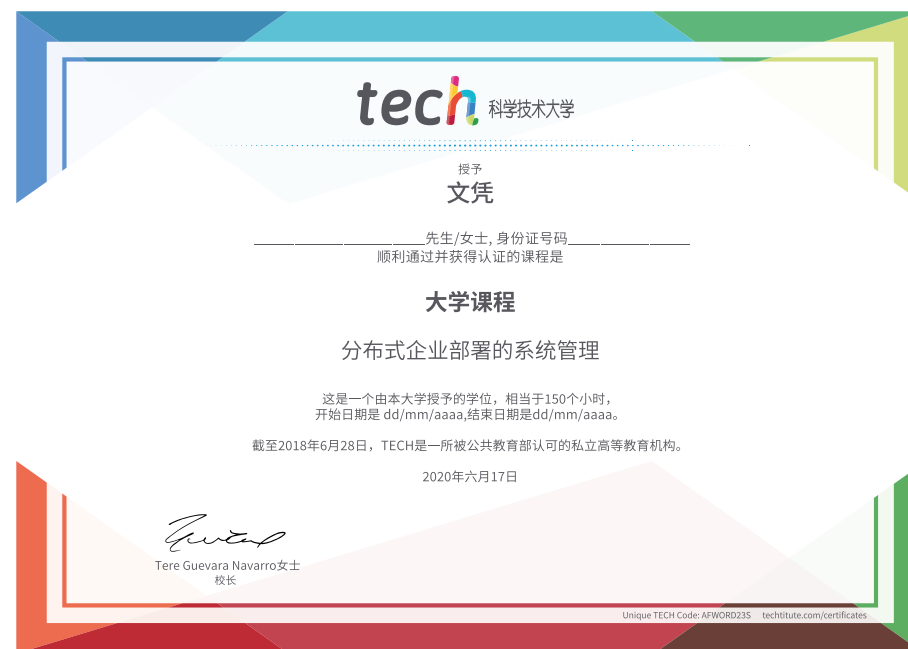 tech 科学技术大学
授予
文凭
______________________先生/女士, 身份证号码_______________
顺利通过并获得认证的课程是
大学课程
分布式企业部署的系统管理
这是一个由本大学授予的学位，相当于150个小时，
开始日期是 dd/mm/aaaa,结束日期是dd/mm/aaaa。
截至2018年6月28日，TECH是一所被公共教育部认可的私立高等教育机构。
2020年六月17日
Tere Guevara Navarro女士
校长
Unique TECH Code: AFWORD23S techtitute.com/certificates